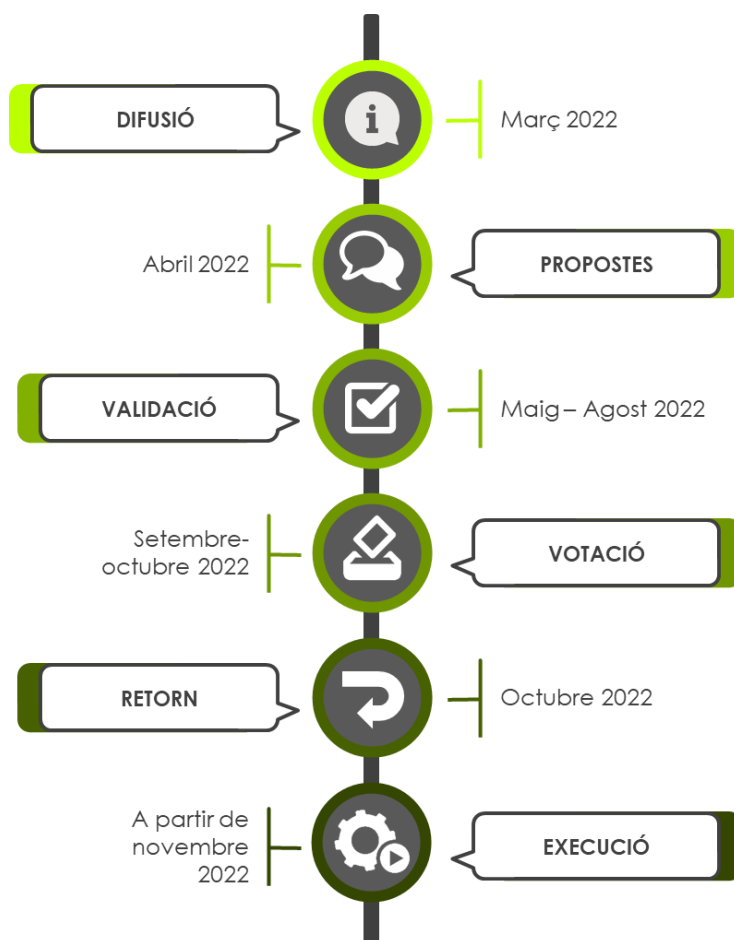 DIFUSIÓ
Març 2022
Abril 2022
PROPOSTES
VALIDACIÓ
Maig – Agost 2022
Setembre-
octubre 2022
VOTACIÓ
RETORN
Octubre 2022
A partir de
novembre
2022
EXECUCIÓ